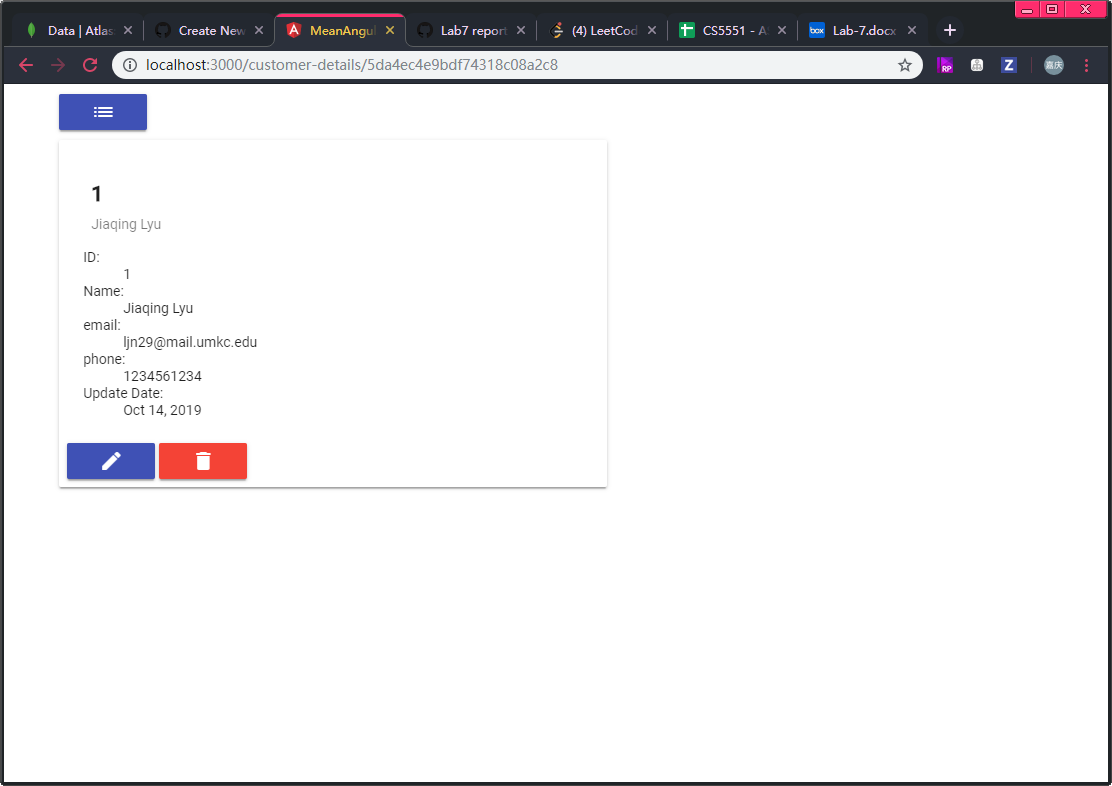 Data | Atlas
Create New
MeanAngul
Lab7 report
(4) LeetCod
CS5551 - A
Lab-7.docx
localhost:3000/customer-details/5da4ec4e9bdf74318c08a2c8
RP
Z
嘉庆
1
Jiaqing Lyu
ID:
1
Name:
Jiaqing Lyu
email:
ljn29@mail.umkc.edu
phone:
1234561234
Update Date:
Oct 14, 2019